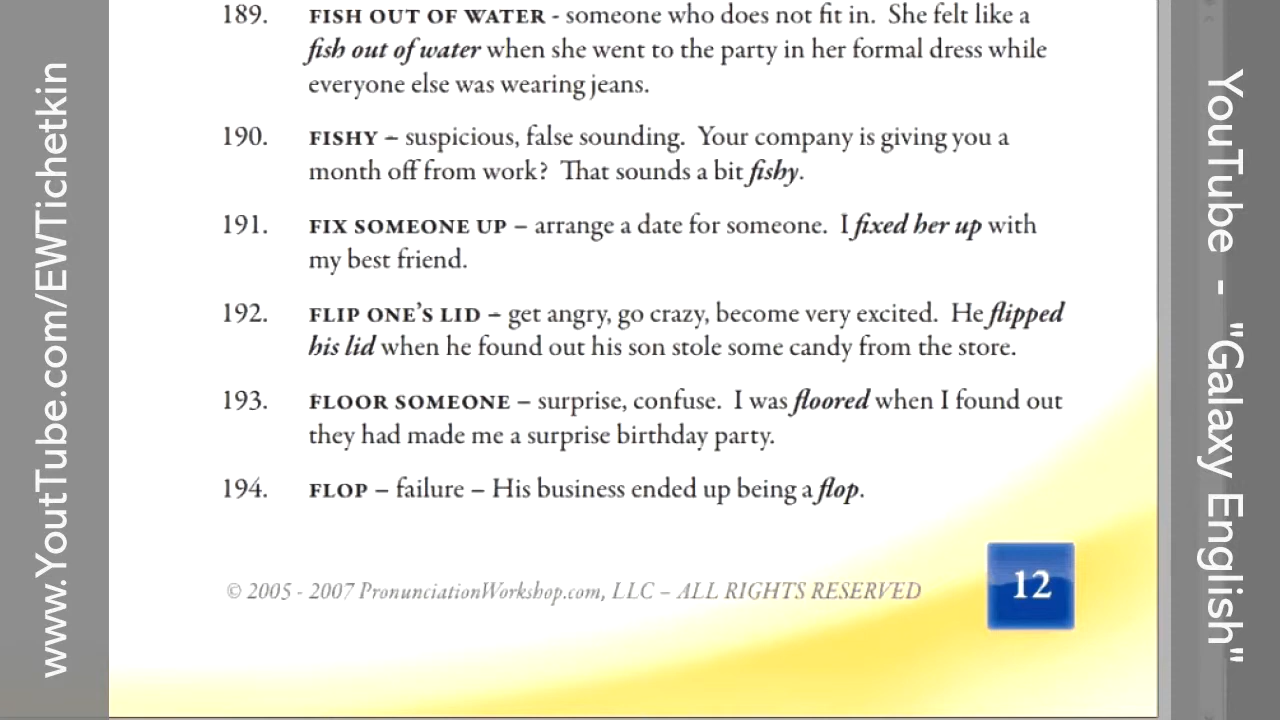 189. FISH OUT OF WATER - someone who does not fit in. She felt like a
fish out of water when she went to the party in her formal dress while
everyone else was wearing jeans.
190. FISHY – suspicious, false sounding. Your company is giving you a
month off from work? That sounds a bit fishy.
191. FIX SOMEONE UP – arrange a date for someone. I fixed her up with
my best friend.
192. FLIP ONE'S LID – get angry, go crazy, become very excited. He flipped
his lid when he found out his son stole some candy from the store.
193. FLOOR SOMEONE – surprise, confuse. I was floored when I found out
they had made me a surprise birthday party.
194. FLOP – failure – His business ended up being a flop.
© 2005 - 2007 PronunciationWorkshop.com, LLC – ALL RIGHTS RESERVED
12
www.YoutTube.com/EWTichetkin
YouTube - "Galaxy English"